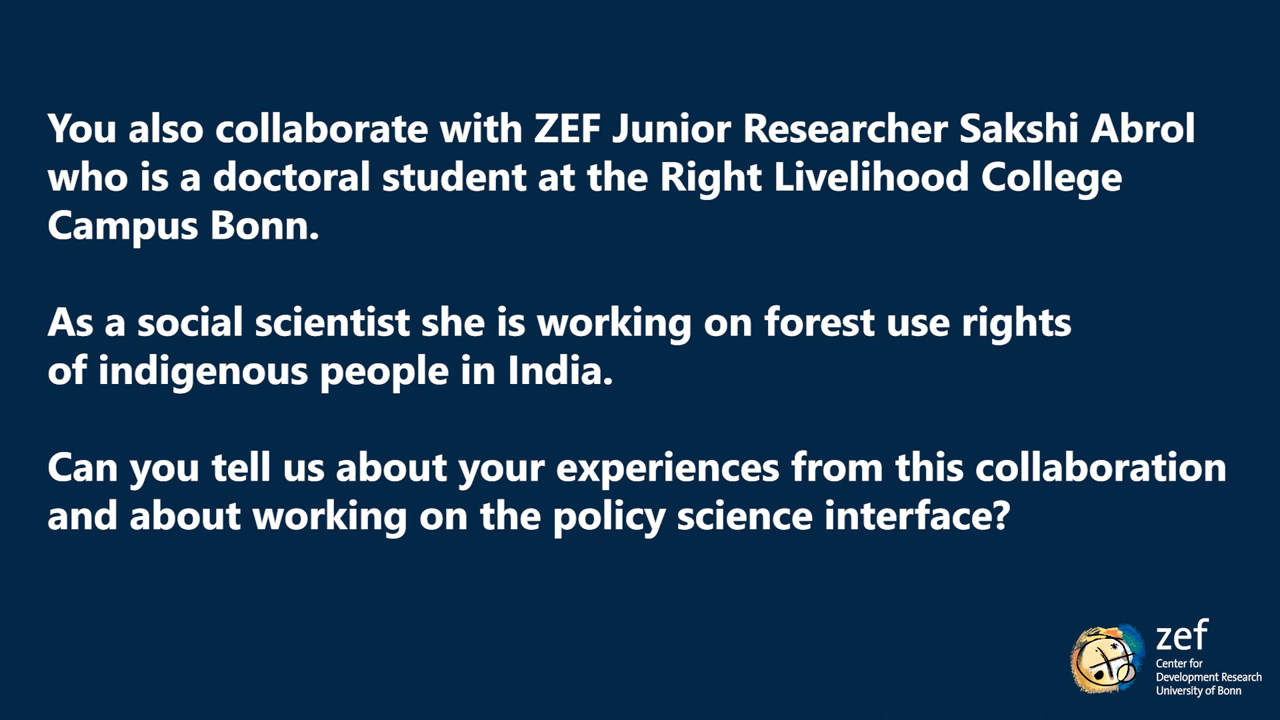 You also collaborate with ZEF Junior Researcher Sakshi Abrol
who is a doctoral student at the Right Livelihood College
Campus Bonn.
As a social scientist she is working on forest use rights
of indigenous people in India.
Can you tell us about your experiences from this collaboration
and about working on the policy science interface?
zef
Center for
Development Research
University of Bonn